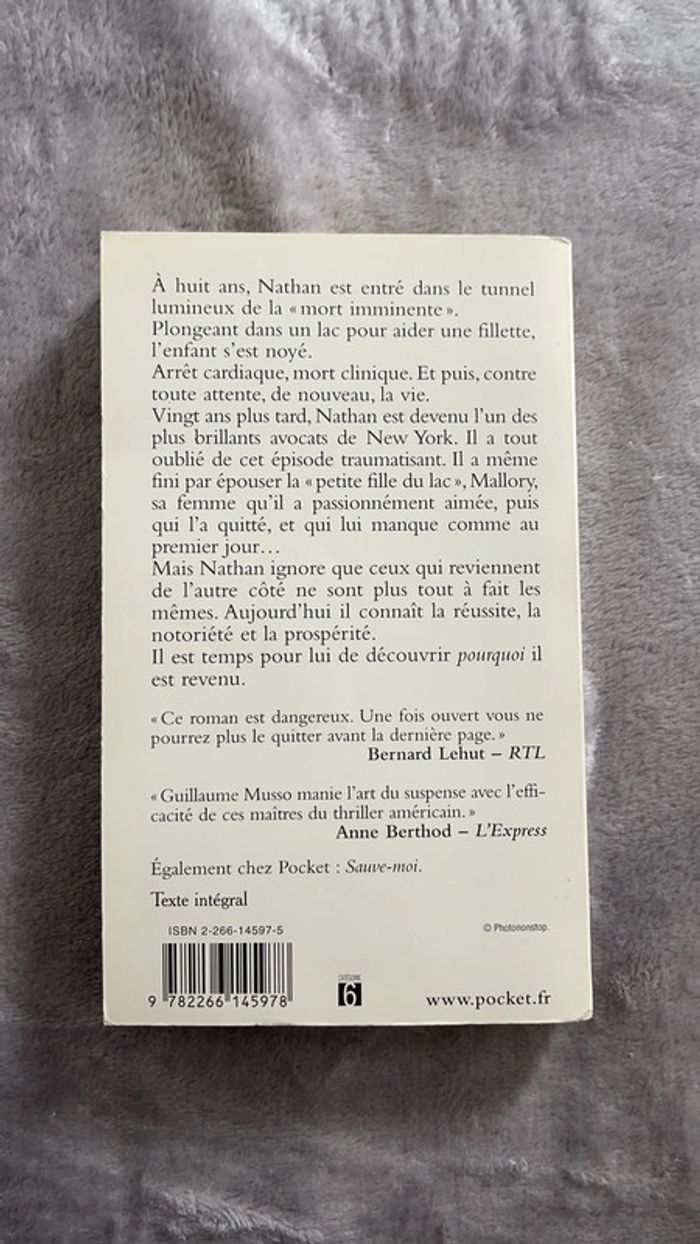 À huit ans, Nathan est entré dans le tunnel
lumineux de la « mort imminente ».
Plongeant dans un lac pour aider une fillette,
l'enfant s'est noyé.
Arrêt cardiaque, mort clinique. Et puis, contre
toute attente, de nouveau, la vie.
Vingt ans plus tard, Nathan est devenu l'un des
plus brillants avocats de New York. Il a tout
oublié de cet épisode traumatisant. Il a même
fini par épouser la « petite fille du lac », Mallory,
sa femme qu'il a passionnément aimée, puis
qui l'a quitté, et qui lui manque comme au
premier jour…
Mais Nathan ignore que ceux qui reviennent
de l'autre côté ne sont plus tout à fait les
mêmes. Aujourd'hui il connaît la réussite, la
notoriété et la prospérité.
Il est temps pour lui de découvrir pourquoi il
est revenu.
« Ce roman est dangereux. Une fois ouvert vous ne
pourrez plus le quitter avant la dernière page. »
Bernard Lehut – RTL
« Guillaume Musso manie l'art du suspense avec l'effi-
cacité de ces maîtres du thriller américain. »
Anne Berthod – L'Express
Également chez Pocket : Sauve-moi.
Texte intégral
ISBN 2-266-14597-5
© Photononstop.
9 782266 145978
CATÉGORIE
6
www.pocket.fr